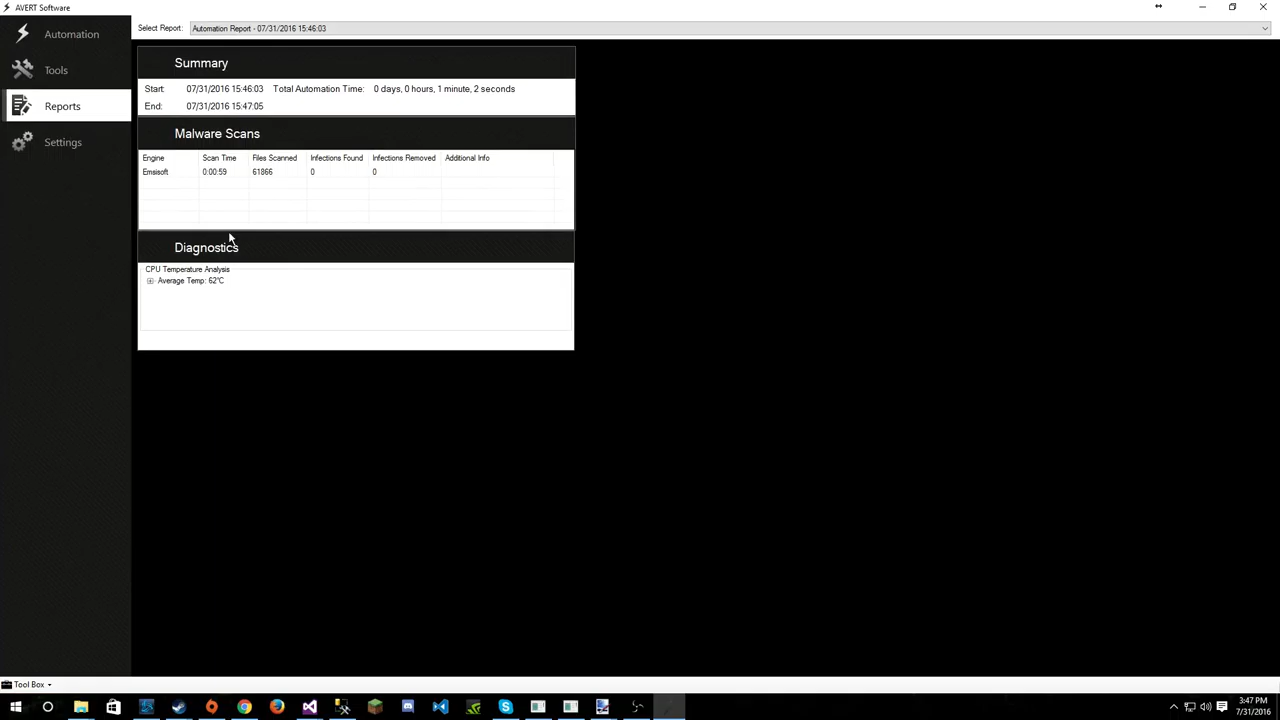 AVERT Software
Automation
Tools
Reports
Settings
Select Report:
Automation Report - 07/31/2016 15:46:03
Summary
Start: 07/31/2016 15:46:03 Total Automation Time: 0 days, 0 hours, 1 minute, 2 seconds
End: 07/31/2016 15:47:05
Malware Scans
Engine Scan Time Files Scanned Infections Found Infections Removed Additional Info
Emsisoft 0:00:59 61866 0 0
Diagnostics
CPU Temperature Analysis
Average Temp: 62°C
Tool Box
3:47 PM
7/31/2016